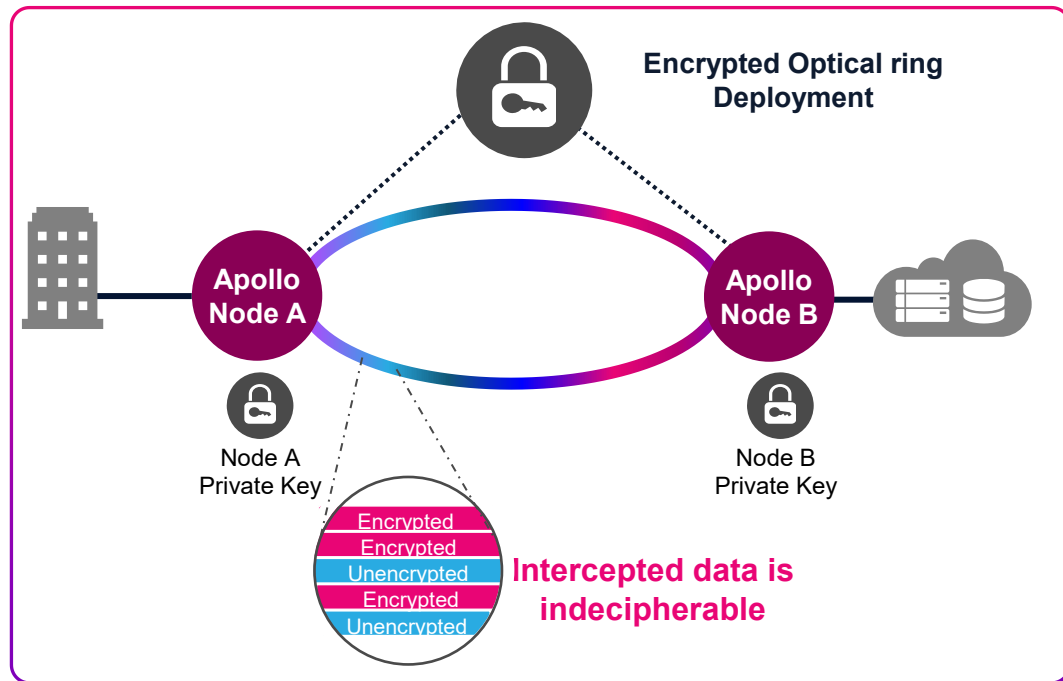 Encrypted Optical ring
Deployment
Apollo
Node A
Apollo
Node B
Node A
Private Key
Node B
Private Key
Encrypted
Encrypted
Unencrypted
Encrypted
Unencrypted
Intercepted data is
indecipherable